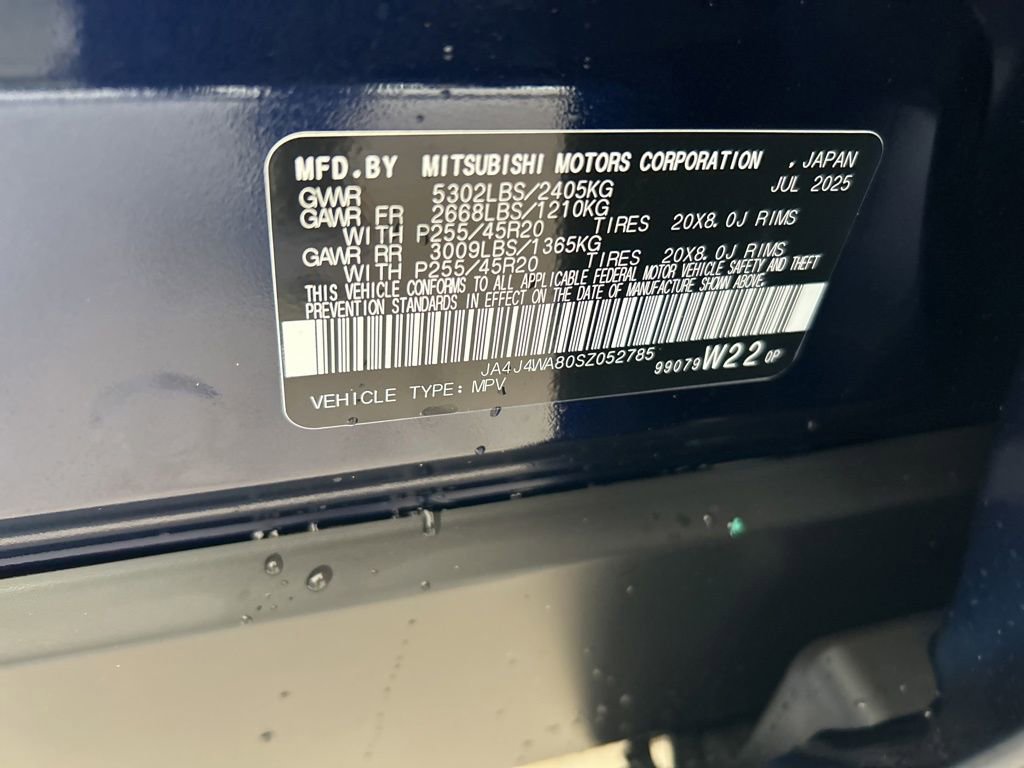 MFD.BY MITSUBISHI MOTORS CORPORATION , JAPAN
JUL 2025
GVWR 5302LBS/2405KG
GAWR FR 2668LBS/1210KG
WITH P255/45R20 TIRES 20X8.0J RIMS
GAWR RR 3009LBS/1365KG
WITH P255/45R20 TIRES 20X8.0J RIMS
THIS VEHICLE CONFORMS TO ALL APPLICABLE FEDERAL MOTOR VEHICLE SAFETY AND THEFT
PREVENTION STANDARDS IN EFFECT ON THE DATE OF MANUFACTURE SHOWN ABOVE.
JA4J4WA80SZ052785
99079 W22 0P
VEHICLE TYPE: MPV